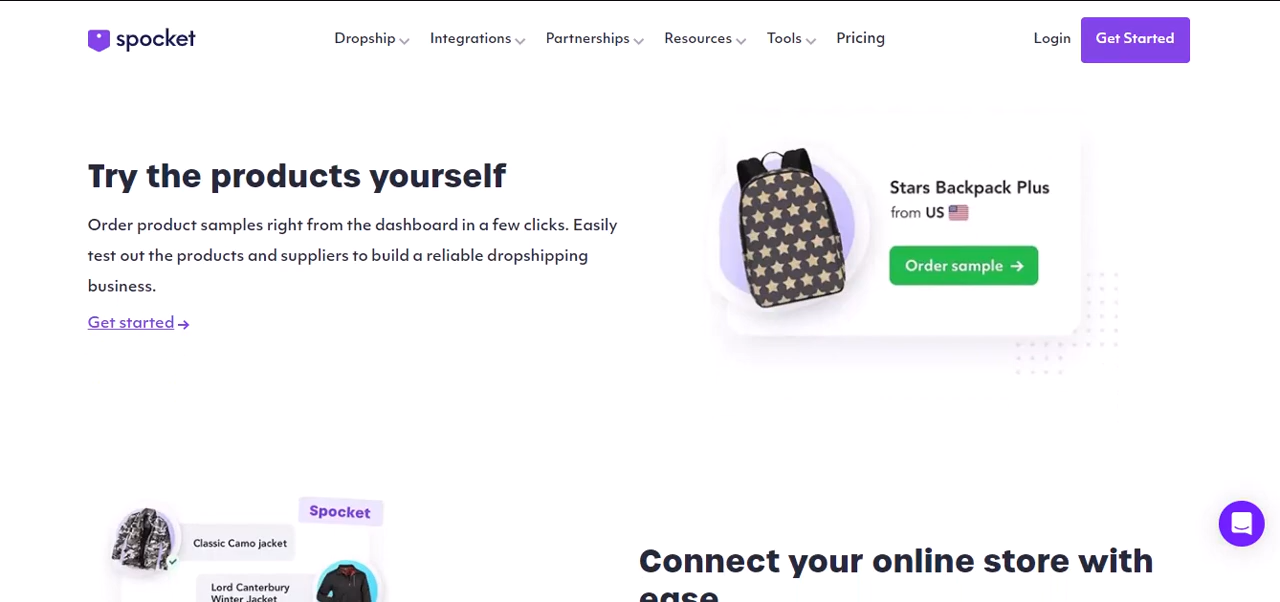 spocket
Dropship
Integrations
Partnerships
Resources
Tools
Pricing
Login
Get Started
Try the products yourself
Order product samples right from the dashboard in a few clicks. Easily
test out the products and suppliers to build a reliable dropshipping
business.
Get started
Stars Backpack Plus
from US
Order sample
Spocket
Classic Camo jacket
Lord Canterbury
Winter Jacket
Connect your online store with
ease